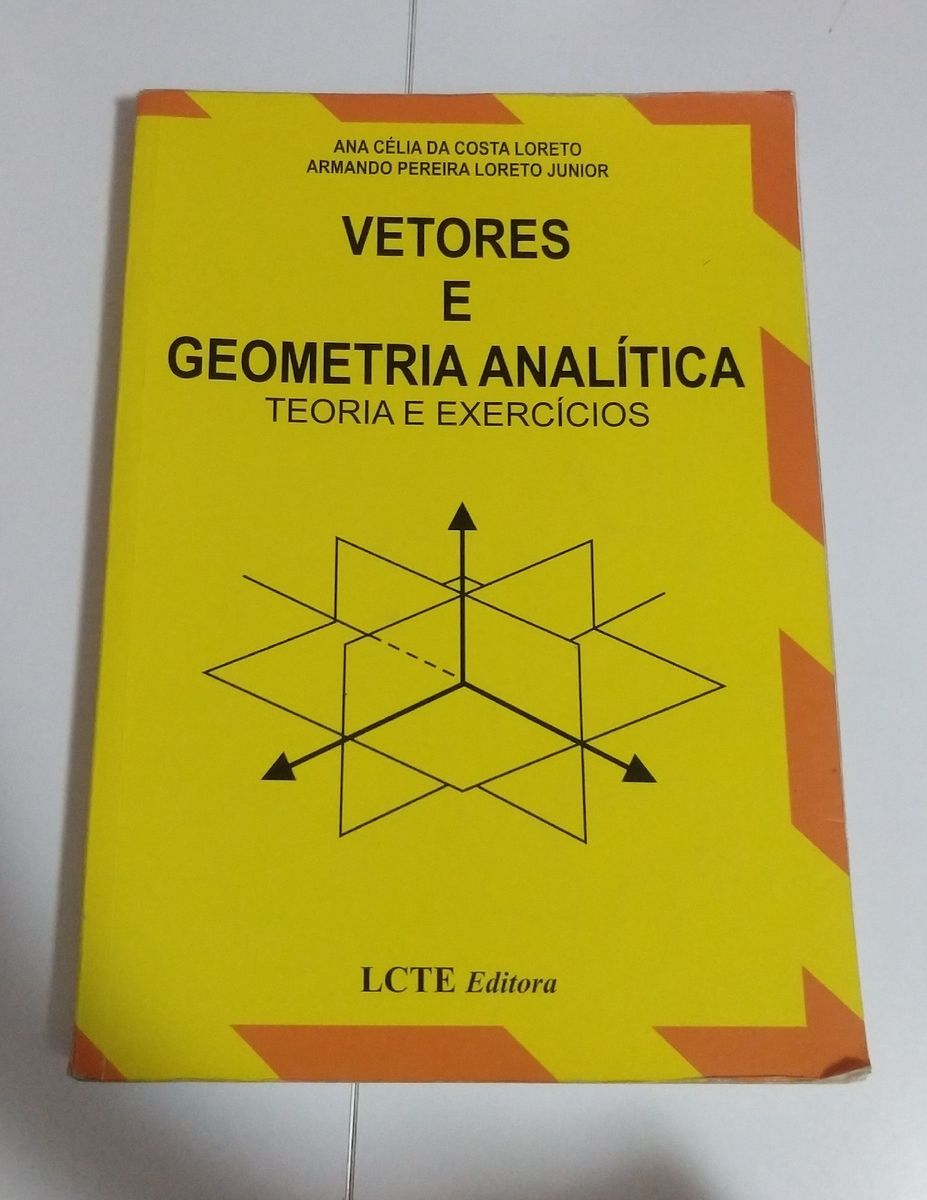 ANA CÉLIA DA COSTA LORETO
ARMANDO PEREIRA LORETO JUNIOR
VETORES
E
GEOMETRIA ANALÍTICA
TEORIA E EXERCÍCIOS
LCTE Editora